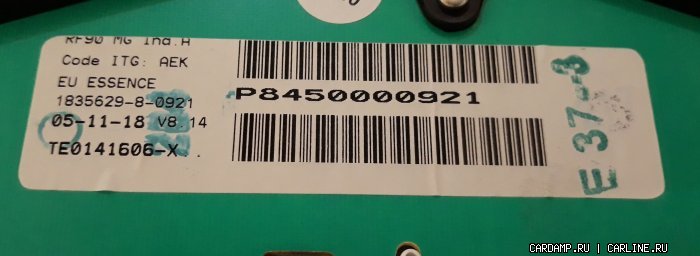 RF90 MG Ind.H
Code ITG: AEK
EU ESSENCE
1835629-8-0921
05-11-18 V8.14
TE0141606-X
P8450000921
E 37-3
CARDAMP.RU | CARLINE.RU